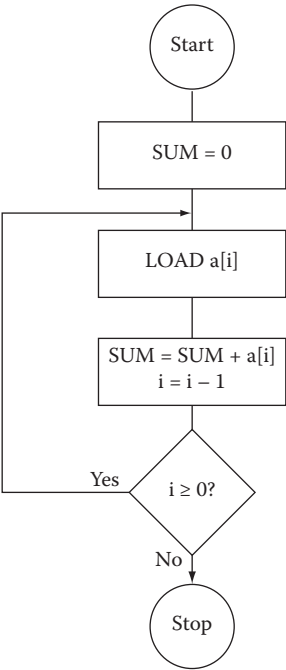 Start
SUM = 0
LOAD a[i]
SUM = SUM + a[i]
i = i – 1
Yes
i ≥ 0?
No
Stop